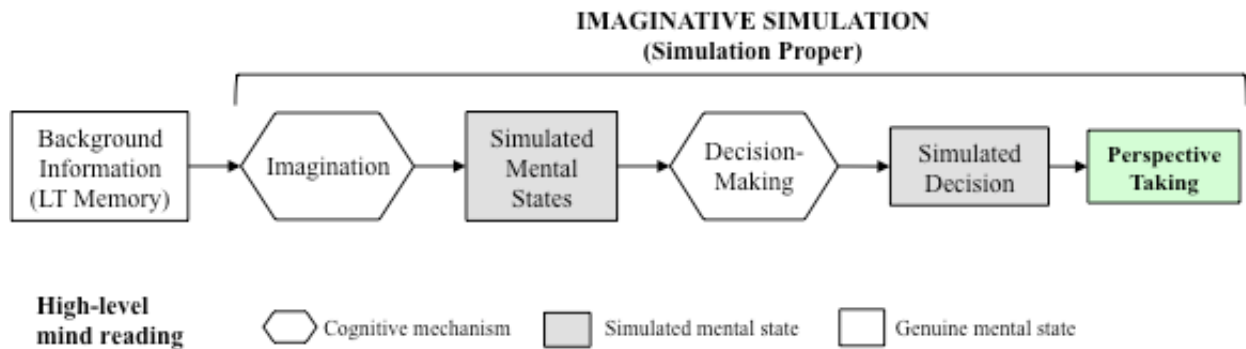 IMAGINATIVE SIMULATION
(Simulation Proper)
Background
Information
(LT Memory)
Imagination
Simulated
Mental
States
Decision-
Making
Simulated
Decision
Perspective
Taking
High-level
mind reading
Cognitive mechanism
Simulated mental state
Genuine mental state